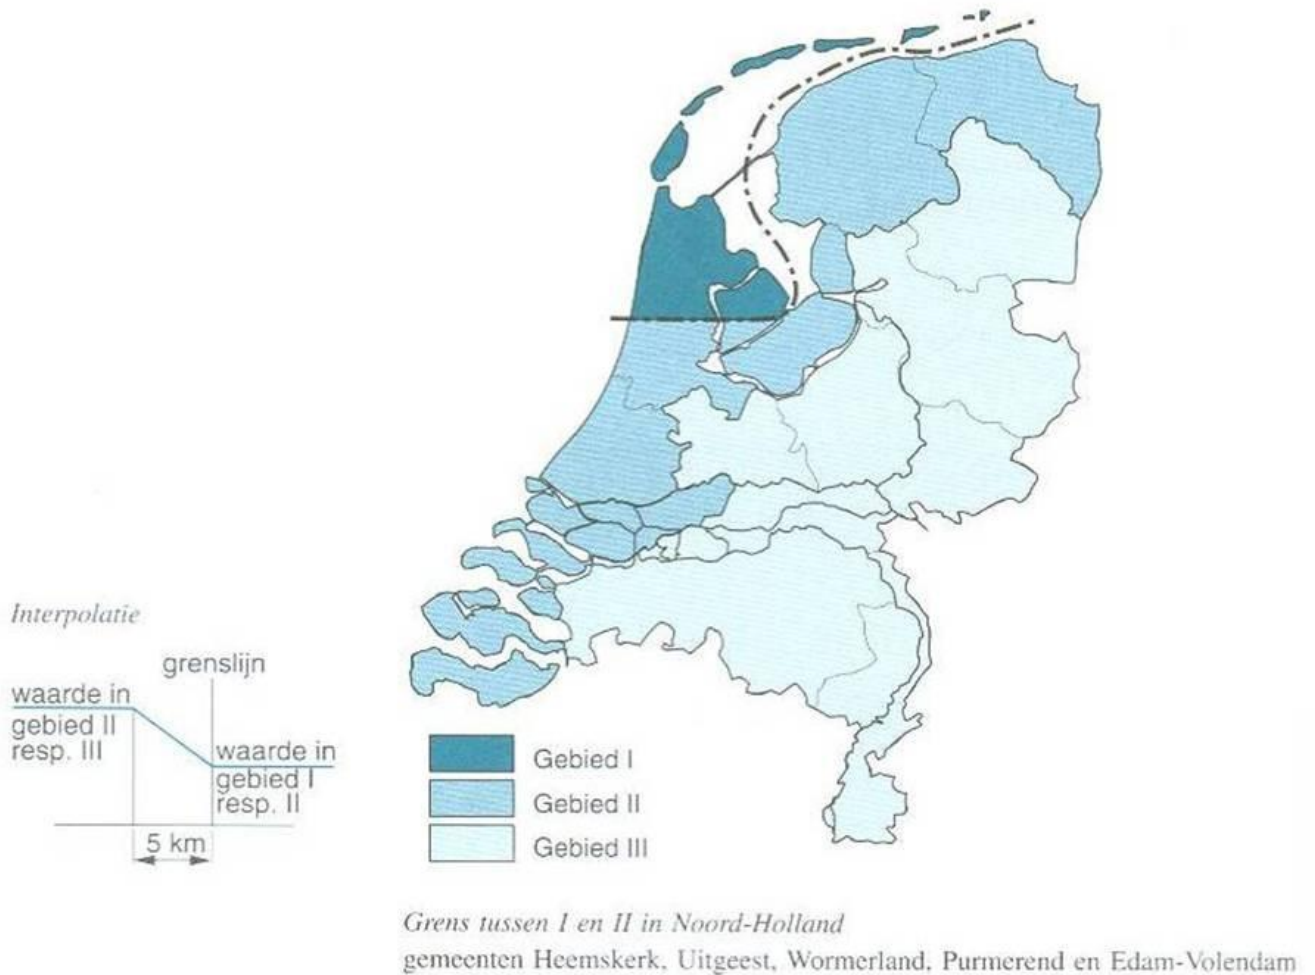 Interpolatie
grenslijn
waarde in
gebied II
resp. III
waarde in
gebied I
resp. II
5 km
Gebied I
Gebied II
Gebied III
Grens tussen I en II in Noord-Holland
gemeenten Heemskerk, Uitgeest, Wormerland, Purmerend en Edam-Volendam